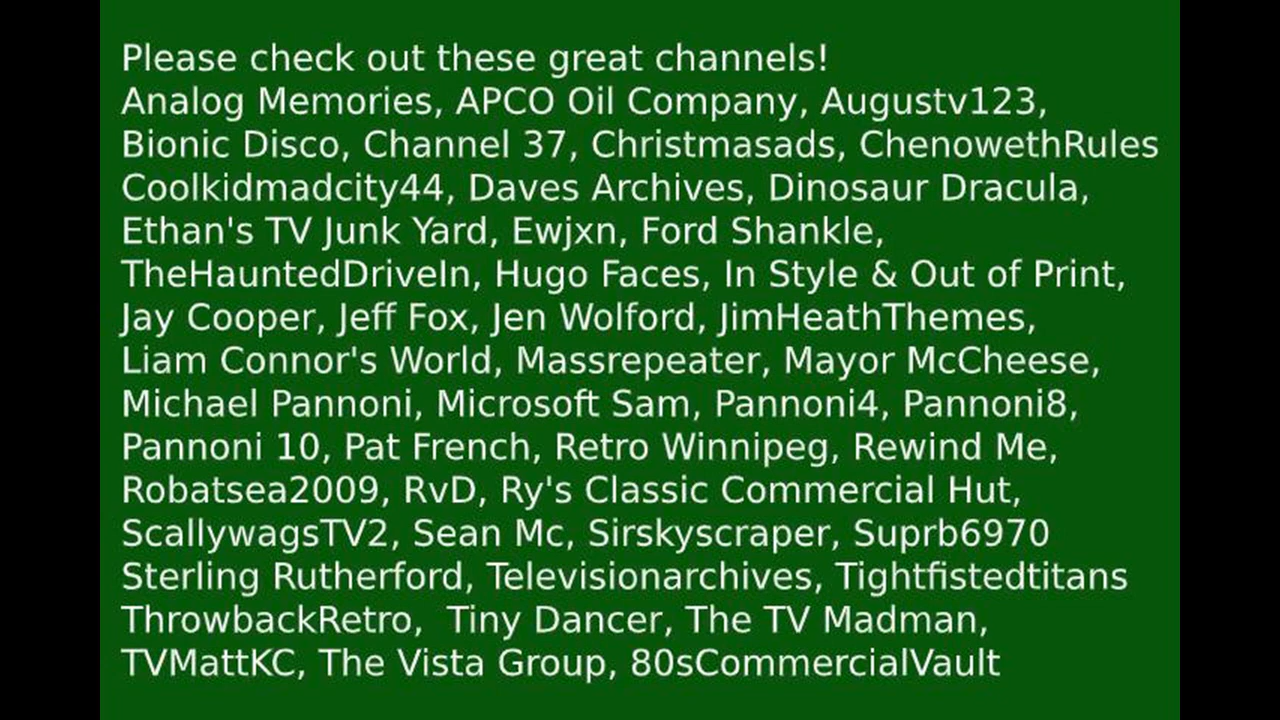 Please check out these great channels!
Analog Memories, APCO Oil Company, Augustv123,
Bionic Disco, Channel 37, Christmasads, ChenowethRules
Coolkidmadcity44, Daves Archives, Dinosaur Dracula,
Ethan's TV Junk Yard, Ewjxn, Ford Shankle,
TheHauntedDriveIn, Hugo Faces, In Style & Out of Print,
Jay Cooper, Jeff Fox, Jen Wolford, JimHeathThemes,
Liam Connor's World, Massrepeater, Mayor McCheese,
Michael Pannoni, Microsoft Sam, Pannoni4, Pannoni8,
Pannoni 10, Pat French, Retro Winnipeg, Rewind Me,
Robatsea2009, RvD, Ry's Classic Commercial Hut,
ScallywagsTV2, Sean Mc, Sirskyscraper, Suprb6970
Sterling Rutherford, Televisionarchives, Tightfistedtitans
ThrowbackRetro,  Tiny Dancer, The TV Madman,
TVMattKC, The Vista Group, 80sCommercialVault